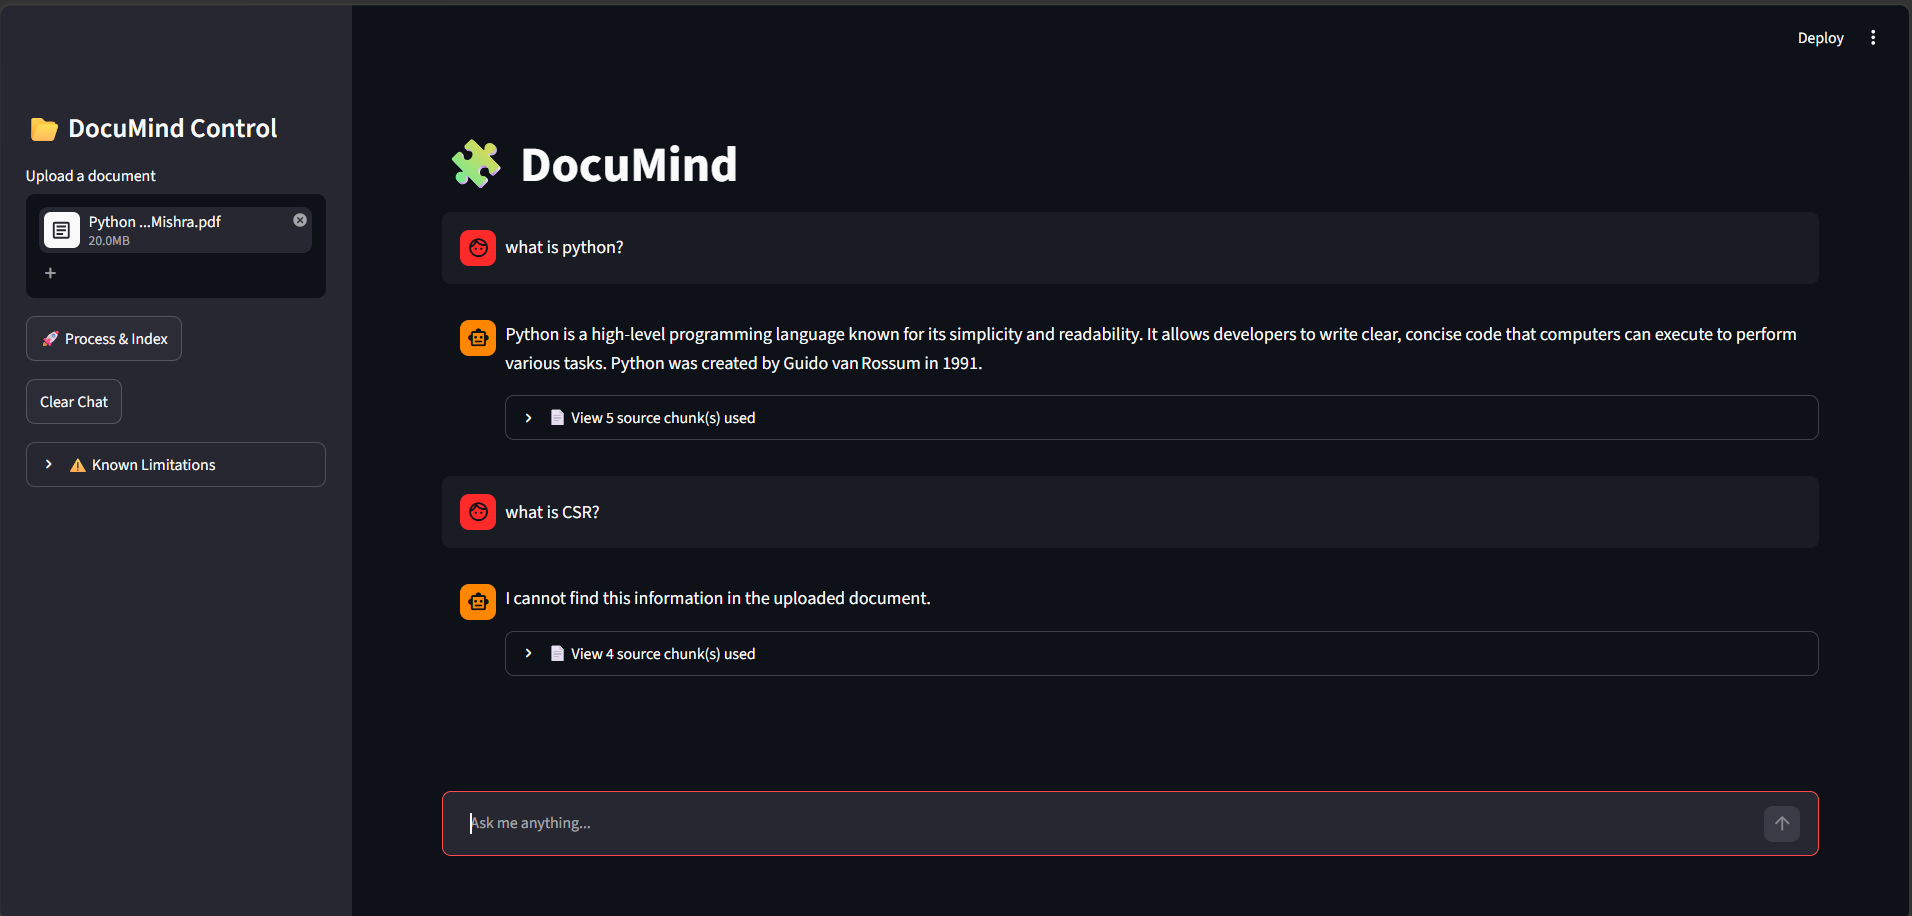 Deploy
DocuMind Control
Upload a document
Python ...Mishra.pdf
20.0MB
+
Process & Index
Clear Chat
Known Limitations
DocuMind
what is python?
Python is a high-level programming language known for its simplicity and readability. It allows developers to write clear, concise code that computers can execute to perform
various tasks. Python was created by Guido van Rossum in 1991.
View 5 source chunk(s) used
what is CSR?
I cannot find this information in the uploaded document.
View 4 source chunk(s) used
Ask me anything...